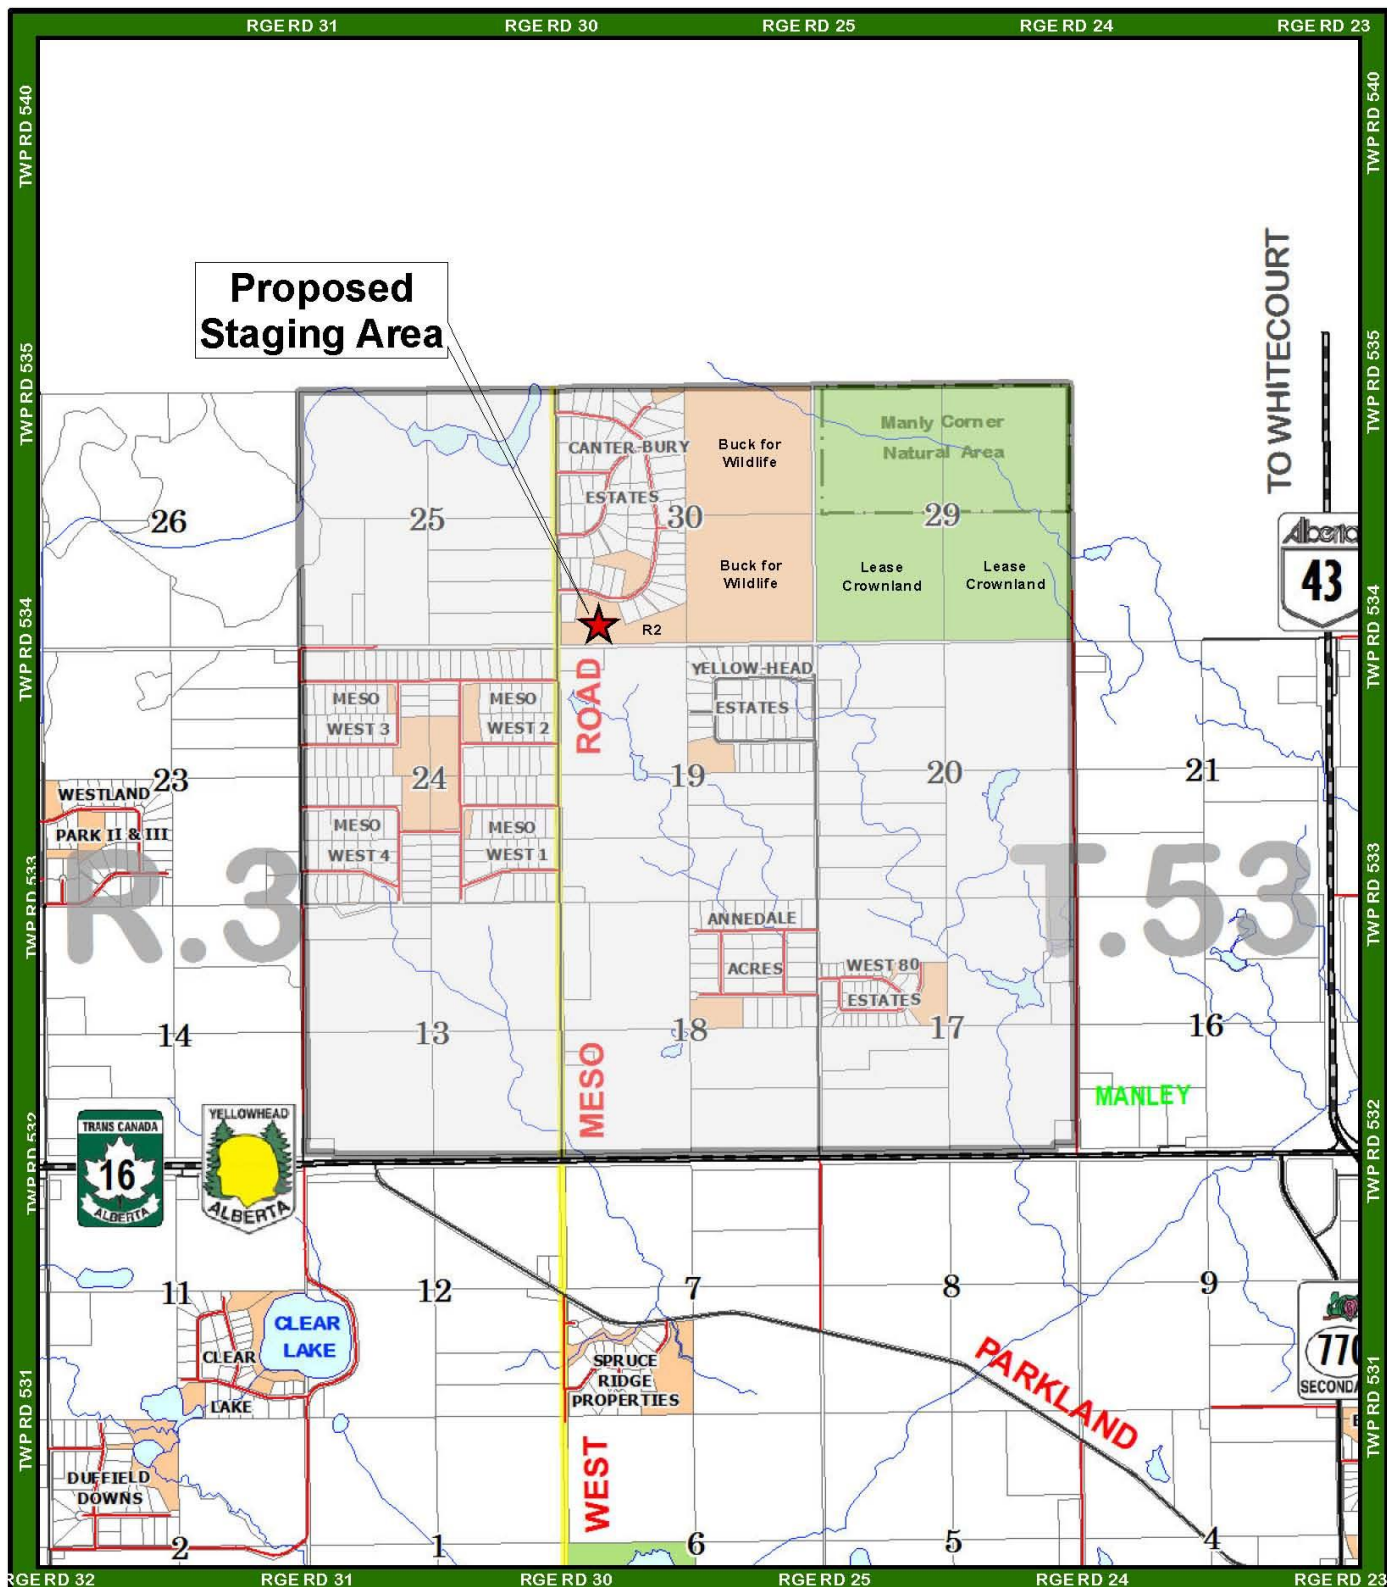 RGE RD 31
RGE RD 30
RGE RD 25
RGE RD 24
RGE RD 23
TWP RD 540
TWP RD 540
TO WHITECOURT
Proposed
Staging Area
TWP RD 535
TWP RD 535
CANTER-BURY
ESTATES
Buck for
Wildlife
Manly Corner
Natural Area
26
25
30
29
Alberta
43
Buck for
Wildlife
Lease
Crownland
Lease
Crownland
R2
TWP RD 534
TWP RD 534
ROAD
YELLOW-HEAD
ESTATES
MESO
WEST 3
MESO
WEST 2
23
24
19
20
21
WESTLAND
PARK II & III
MESO
WEST 4
MESO
WEST 1
TWP RD 533
TWP RD 533
R.3
T.53
ANNEDALE
ACRES
WEST 80
ESTATES
14
13
18
17
16
MESO
MANLEY
TWP RD 532
TWP RD 532
TRANS CANADA
16
ALBERTA
YELLOWHEAD
ALBERTA
11
12
7
8
9
CLEAR
LAKE
CLEAR
LAKE
SPRUCE
RIDGE
PROPERTIES
PARKLAND
770
TWP RD 531
TWP RD 531
DUFFIELD
DOWNS
WEST
2
1
6
5
4
RGE RD 32
RGE RD 31
RGE RD 30
RGE RD 25
RGE RD 24
RGE RD 23